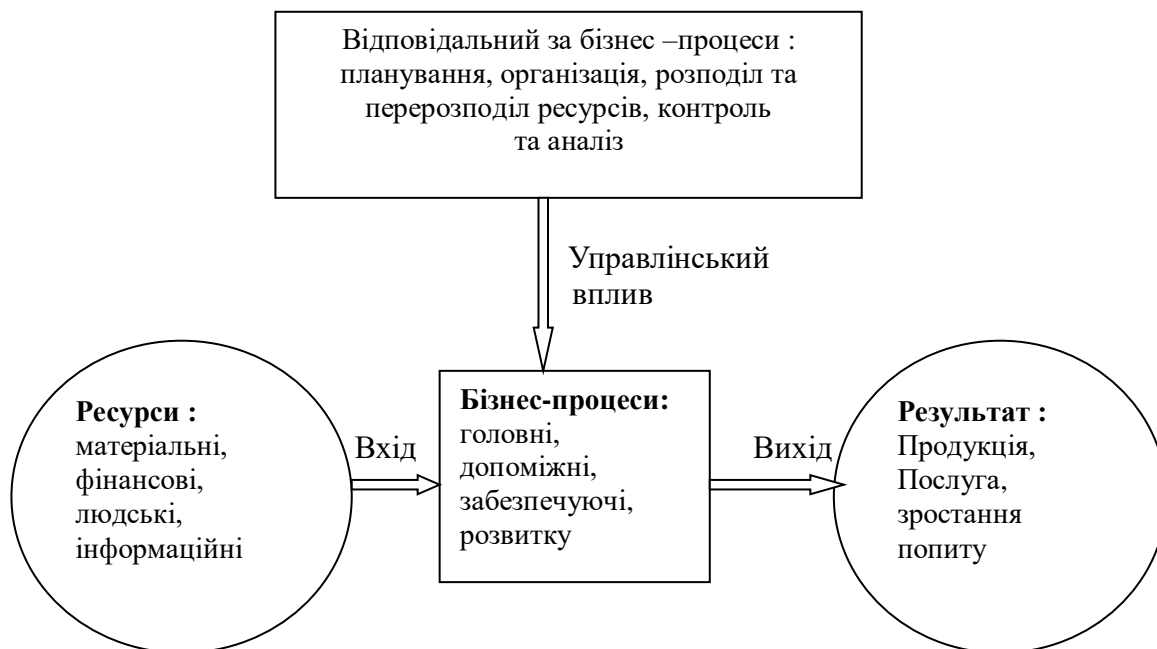 Відповідальний за бізнес –процеси :
планування, організація, розподіл та
перерозподіл ресурсів, контроль
та аналіз
Управлінський
вплив
Ресурси :
матеріальні,
фінансові,
людські,
інформаційні
Вхід
Бізнес-процеси:
головні,
допоміжні,
забезпечуючі,
розвитку
Вихід
Результат :
Продукція,
Послуга,
зростання
попиту